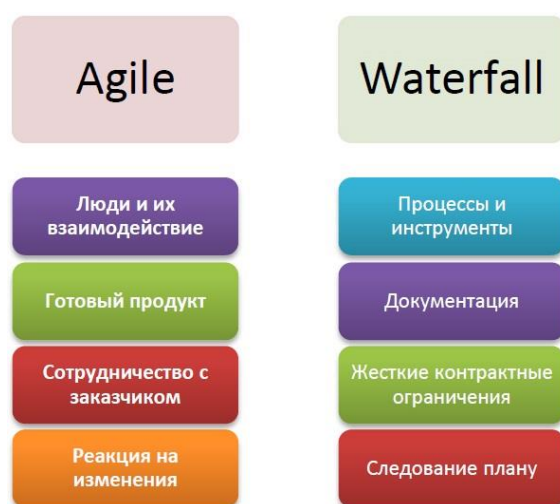 Agile
Waterfall
Люди и их
взаимодействие
Процессы и
инструменты
Готовый продукт
Документация
Сотрудничество с
заказчиком
Жесткие контрактные
ограничения
Реакция на
изменения
Следование плану